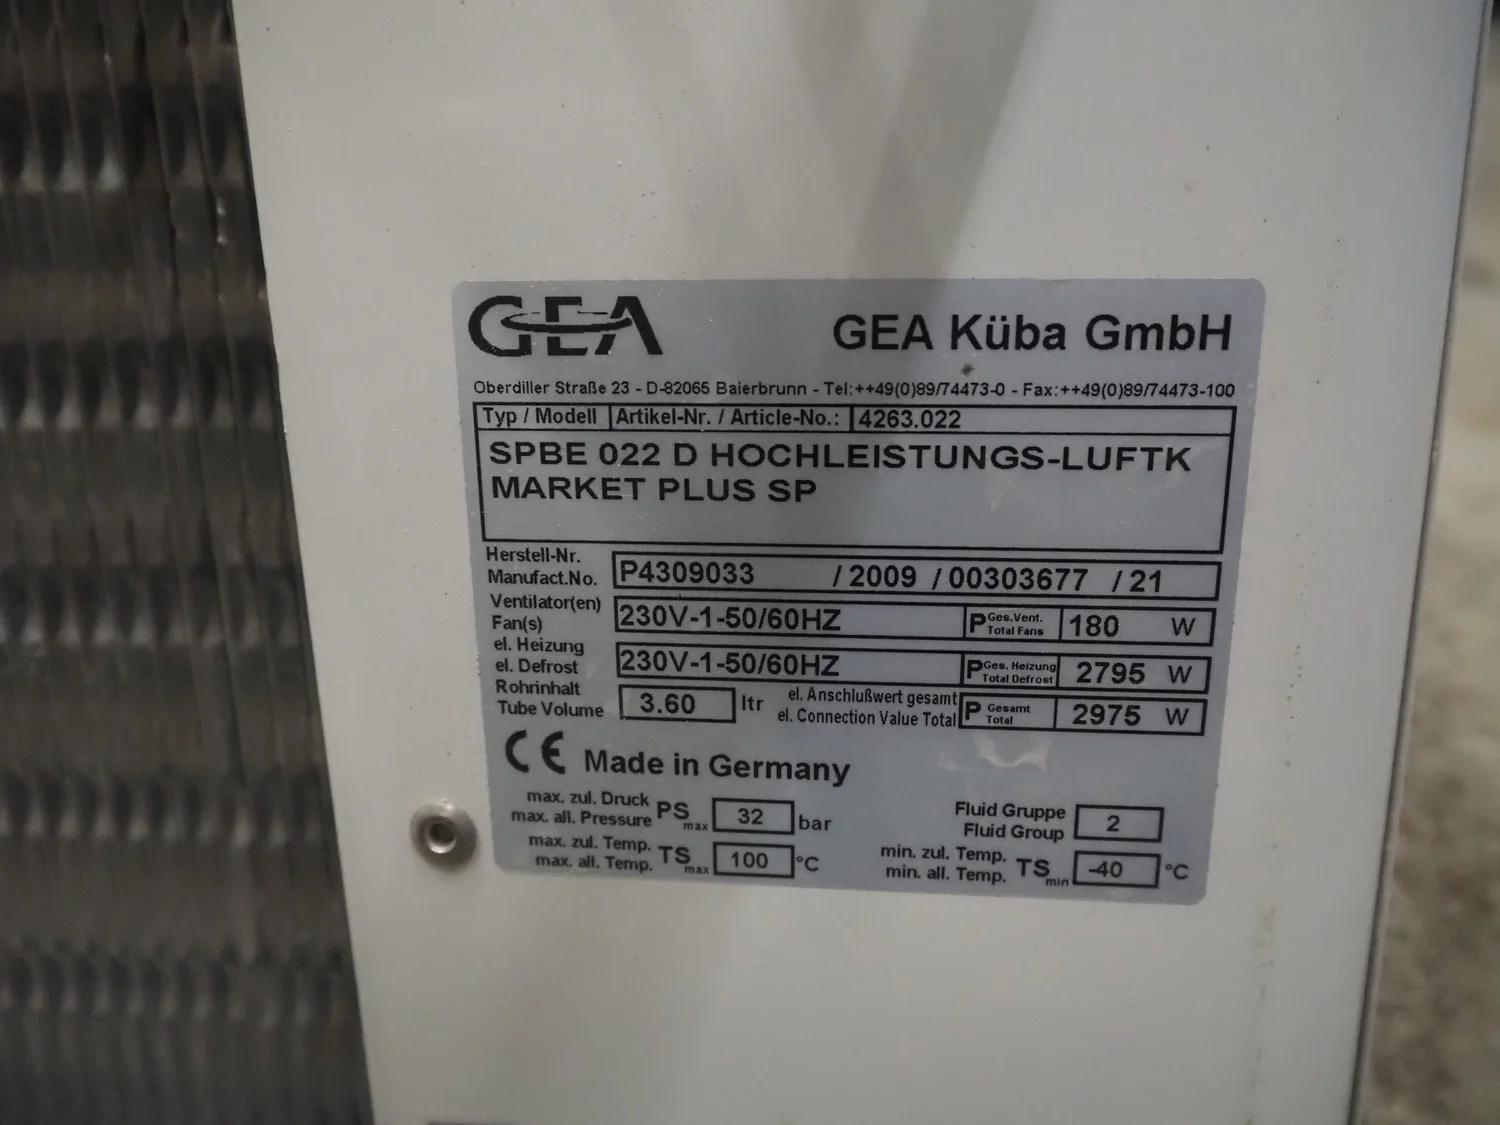 GEA GEA Küba GmbH
Oberdiller Straße 23 - D-82065 Baierbrunn - Tel:++49(0)89/74473-0 - Fax:++49(0)89/74473-100
Typ / Modell Artikel-Nr. / Article-No.: 4263.022
SPBE 022 D HOCHLEISTUNGS-LUFTK
MARKET PLUS SP
Herstell-Nr.
Manufact.No. P4309033 / 2009 / 00303677 / 21
Ventilator(en)
Fan(s) 230V-1-50/60HZ P Ges.Vent. Total Fans 180 W
el. Heizung
el. Defrost 230V-1-50/60HZ P Ges. Heizung Total Defrost 2795 W
Rohrinhalt
Tube Volume 3.60 ltr el. Anschlußwert gesamt
el. Connection Value Total P Gesamt Total 2975 W
CE Made in Germany
max. zul. Druck
max. all. Pressure PS max 32 bar
Fluid Gruppe
Fluid Group 2
max. zul. Temp.
max. all. Temp. TS max 100 °C
min. zul. Temp.
min. all. Temp. TS min -40 °C